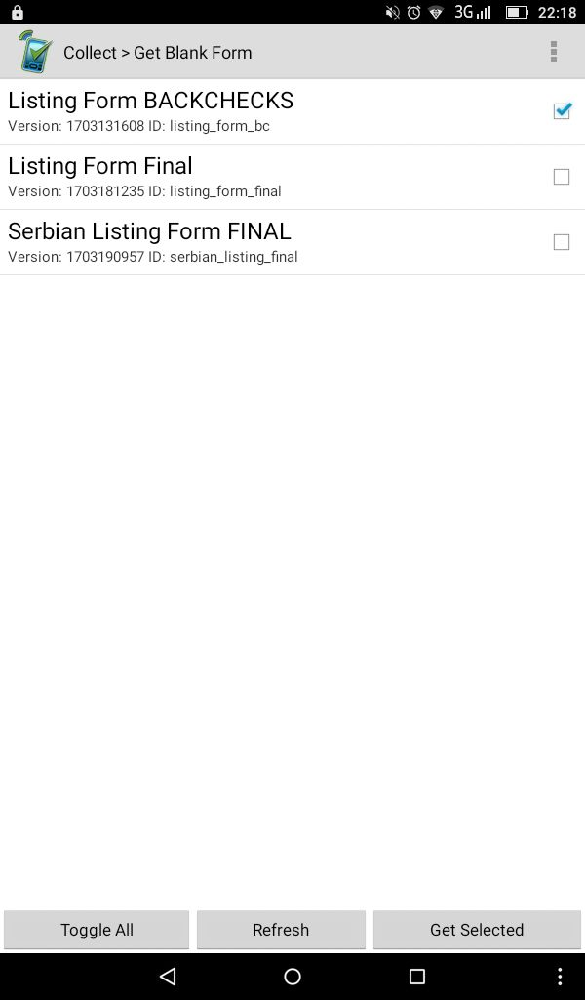 3G 22:18
Collect > Get Blank Form
Listing Form BACKCHECKS
Version: 1703131608 ID: listing_form_bc
Listing Form Final
Version: 1703181235 ID: listing_form_final
Serbian Listing Form FINAL
Version: 1703190957 ID: serbian_listing_final
Toggle All Refresh Get Selected